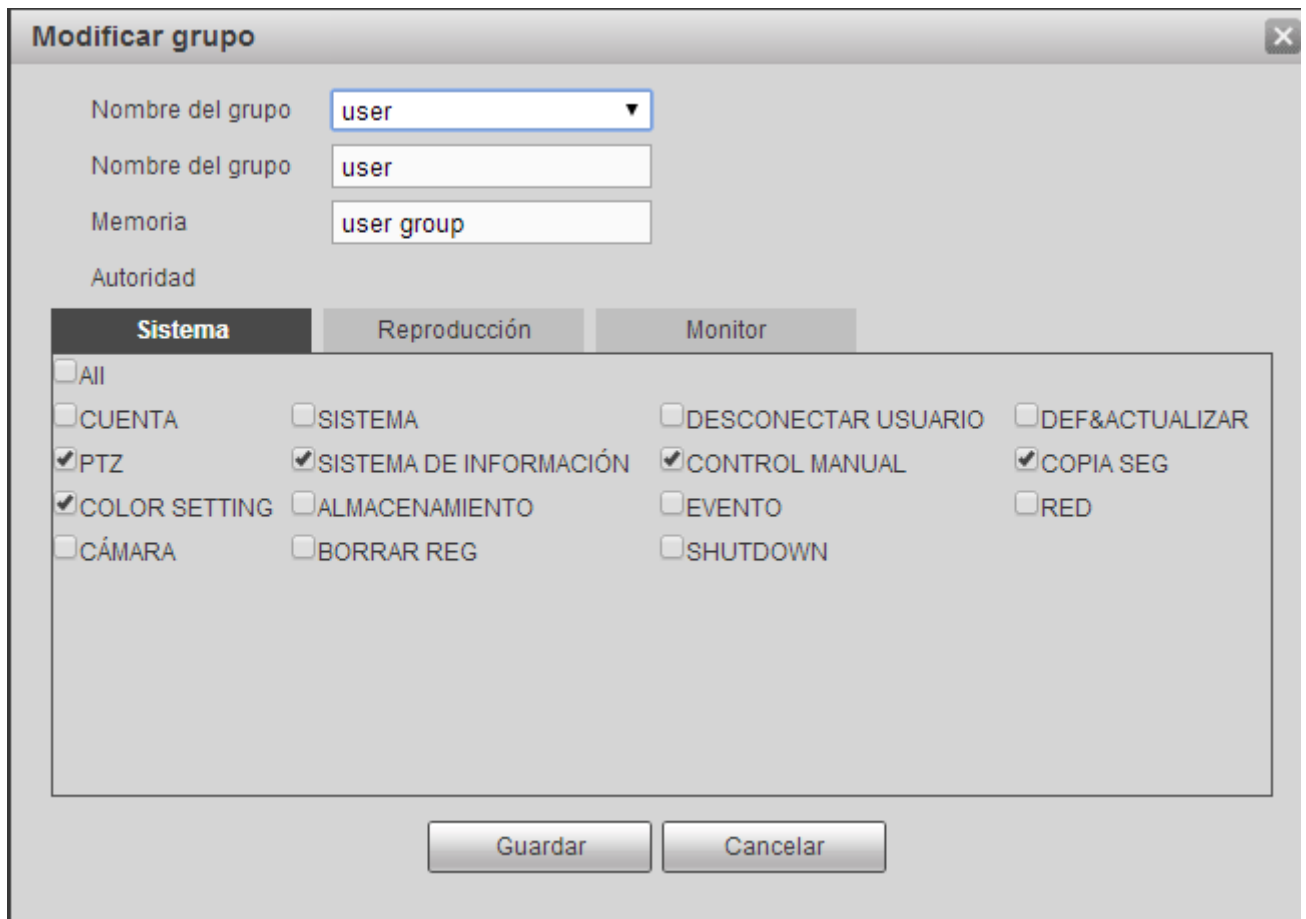 Modificar grupo
Nombre del grupo user
Nombre del grupo user
Memoria user group
Autoridad
Sistema Reproducción Monitor
All
CUENTA SISTEMA DESCONECTAR USUARIO DEF&ACTUALIZAR
PTZ SISTEMA DE INFORMACIÓN CONTROL MANUAL COPIA SEG
COLOR SETTING ALMACENAMIENTO EVENTO RED
CÁMARA BORRAR REG SHUTDOWN
Guardar Cancelar